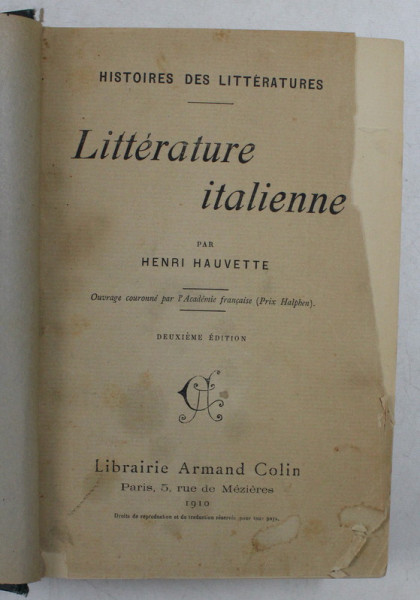 HISTOIRES DES LITTÉRATURES
Littérature
italienne
PAR
HENRI HAUVETTE
Ouvrage couronné par l'Académie française (Prix Halphen).
DEUXIÈME ÉDITION
Librairie Armand Colin
Paris, 5, rue de Mézières
1910
Droits de reproduction et de traduction réservés pour tous pays.